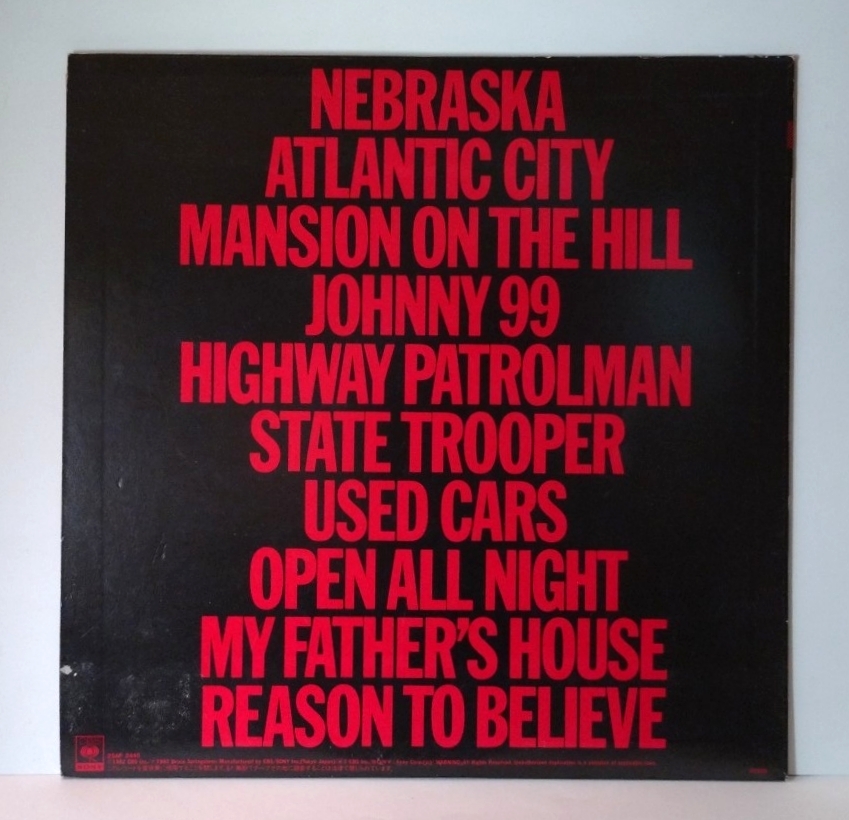 NEBRASKA
ATLANTIC CITY
MANSION ON THE HILL
JOHNNY 99
HIGHWAY PATROLMAN
STATE TROOPER
USED CARS
OPEN ALL NIGHT
MY FATHER'S HOUSE
REASON TO BELIEVE